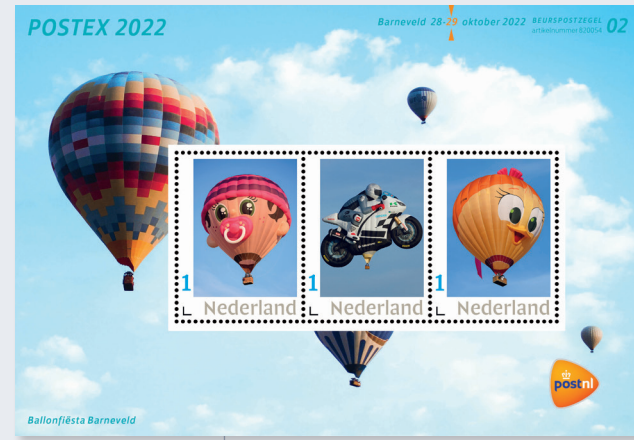 POSTEX 2022
Barneveld 28-29 oktober 2022 BEURSPOSTZEGEL 02
artikelnummer 820054
1
Nederland
1
Nederland
1
Nederland
postnl
Ballonfiësta Barneveld